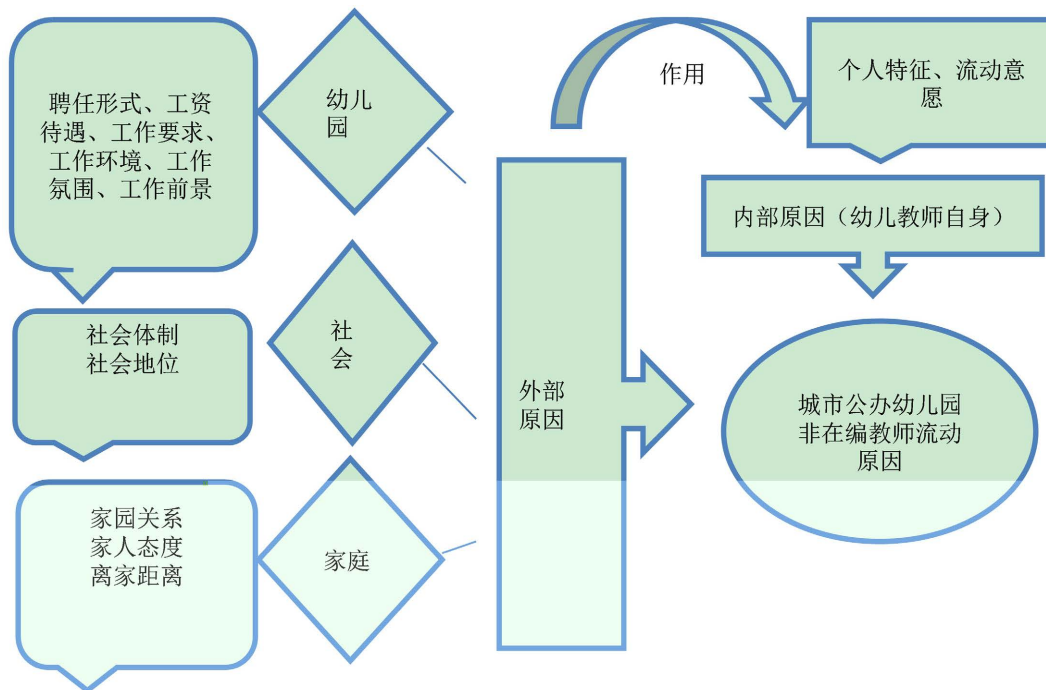 聘任形式、工资
待遇、工作要求、
工作环境、工作
氛围、工作前景
幼儿
园
作用
个人特征、流动意
愿
内部原因（幼儿教师自身）
社会体制
社会地位
社
会
外部
原因
城市公办幼儿园
非在编教师流动
原因
家园关系
家人态度
离家距离
家庭